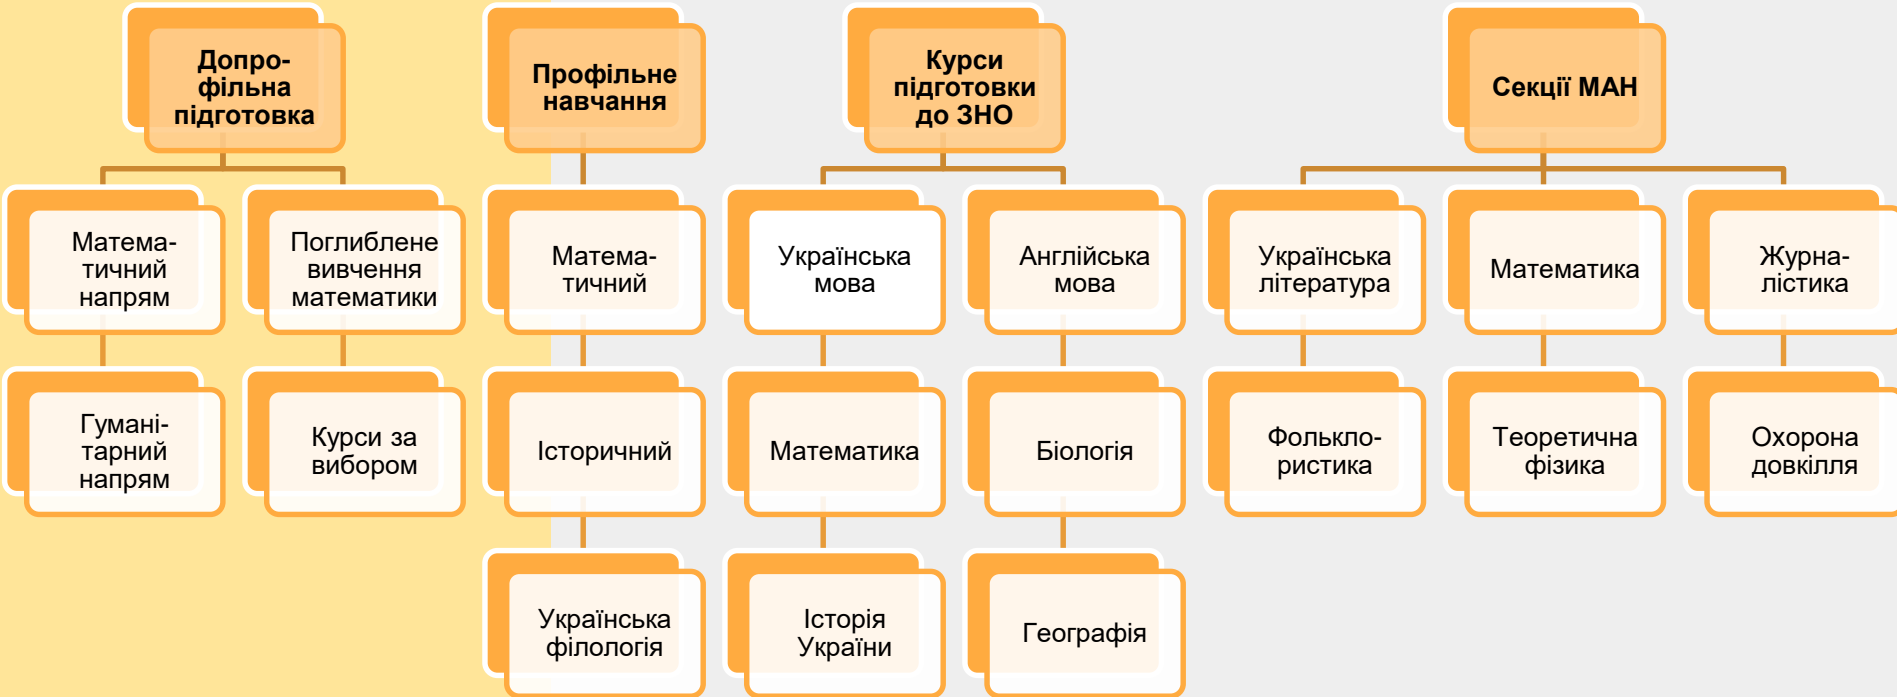 Допро-
фільна
підготовка
Профільне
навчання
Курси
підготовки
до ЗНО
Секції МАН
Матема-
тичний
напрям
Поглиблене
вивчення
математики
Матема-
тичний
Українська
мова
Англійська
мова
Українська
література
Математика
Журна-
лістика
Гумані-
тарний
напрям
Курси за
вибором
Історичний
Математика
Біологія
Фолькло-
ристика
Теоретична
фізика
Охорона
довкілля
Українська
філологія
Історія
України
Географія